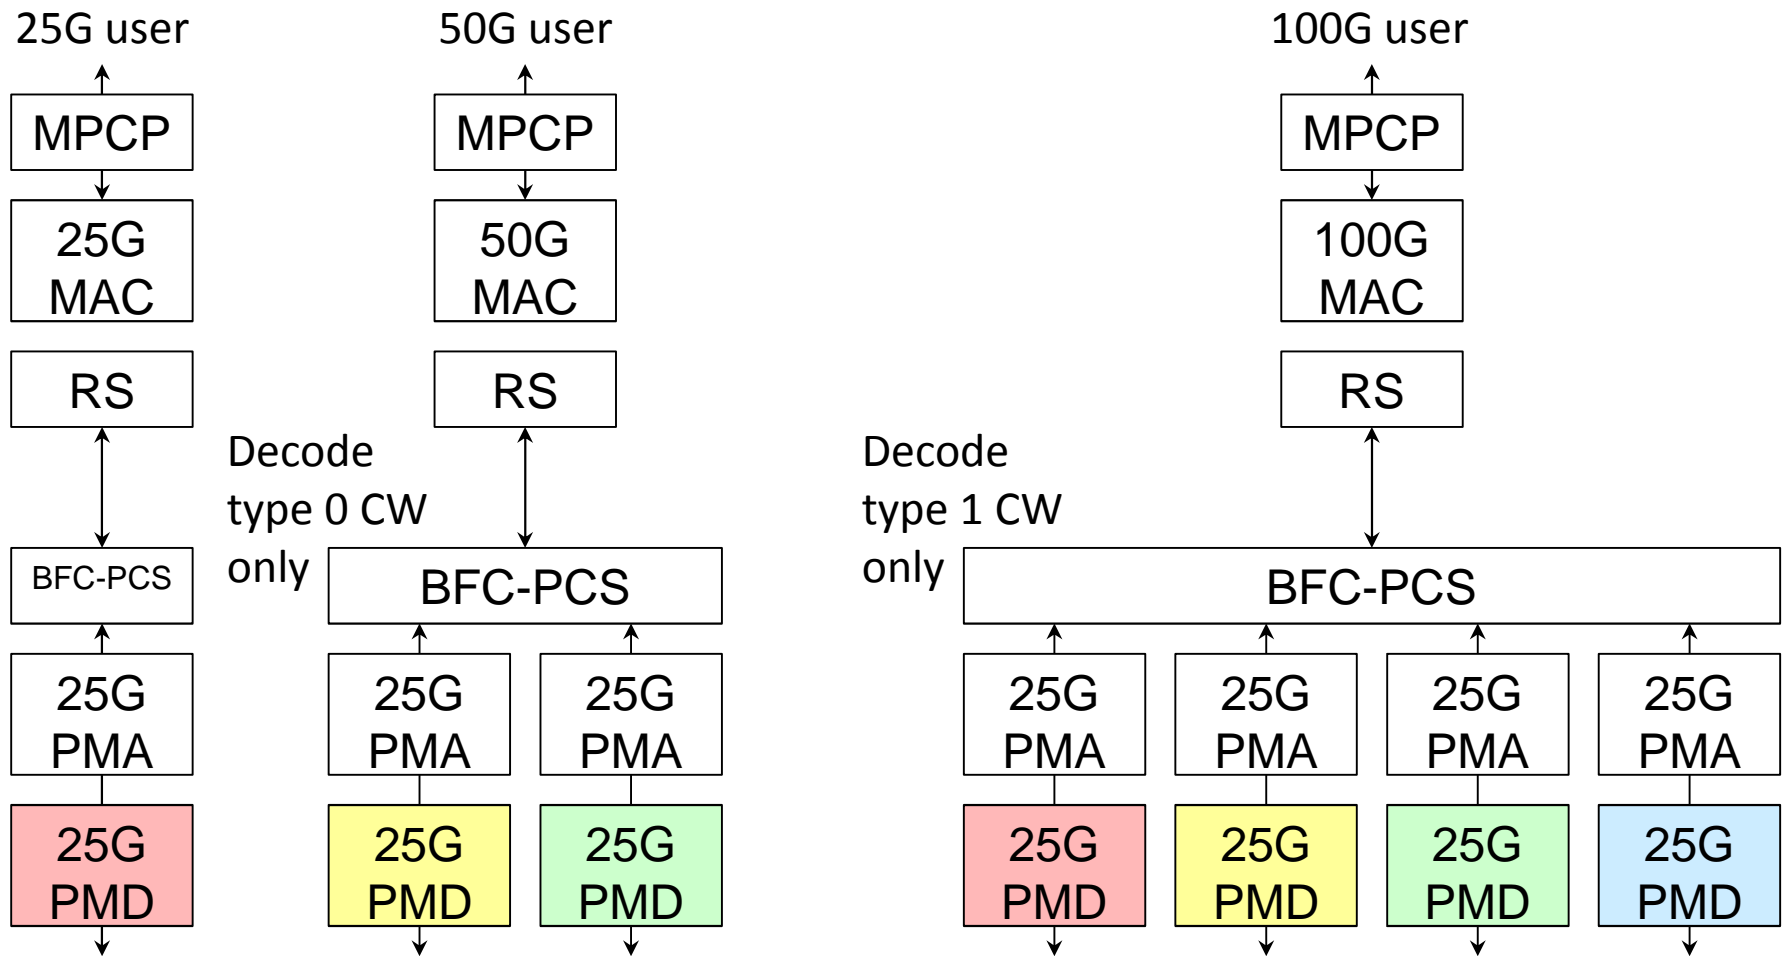 25G user
50G user
100G user
MPCP
MPCP
MPCP
25G
MAC
50G
MAC
100G
MAC
RS
RS
RS
Decode
type 0 CW
only
Decode
type 1 CW
only
BFC-PCS
BFC-PCS
BFC-PCS
25G
PMA
25G
PMA
25G
PMA
25G
PMA
25G
PMA
25G
PMA
25G
PMA
25G
PMD
25G
PMD
25G
PMD
25G
PMD
25G
PMD
25G
PMD
25G
PMD